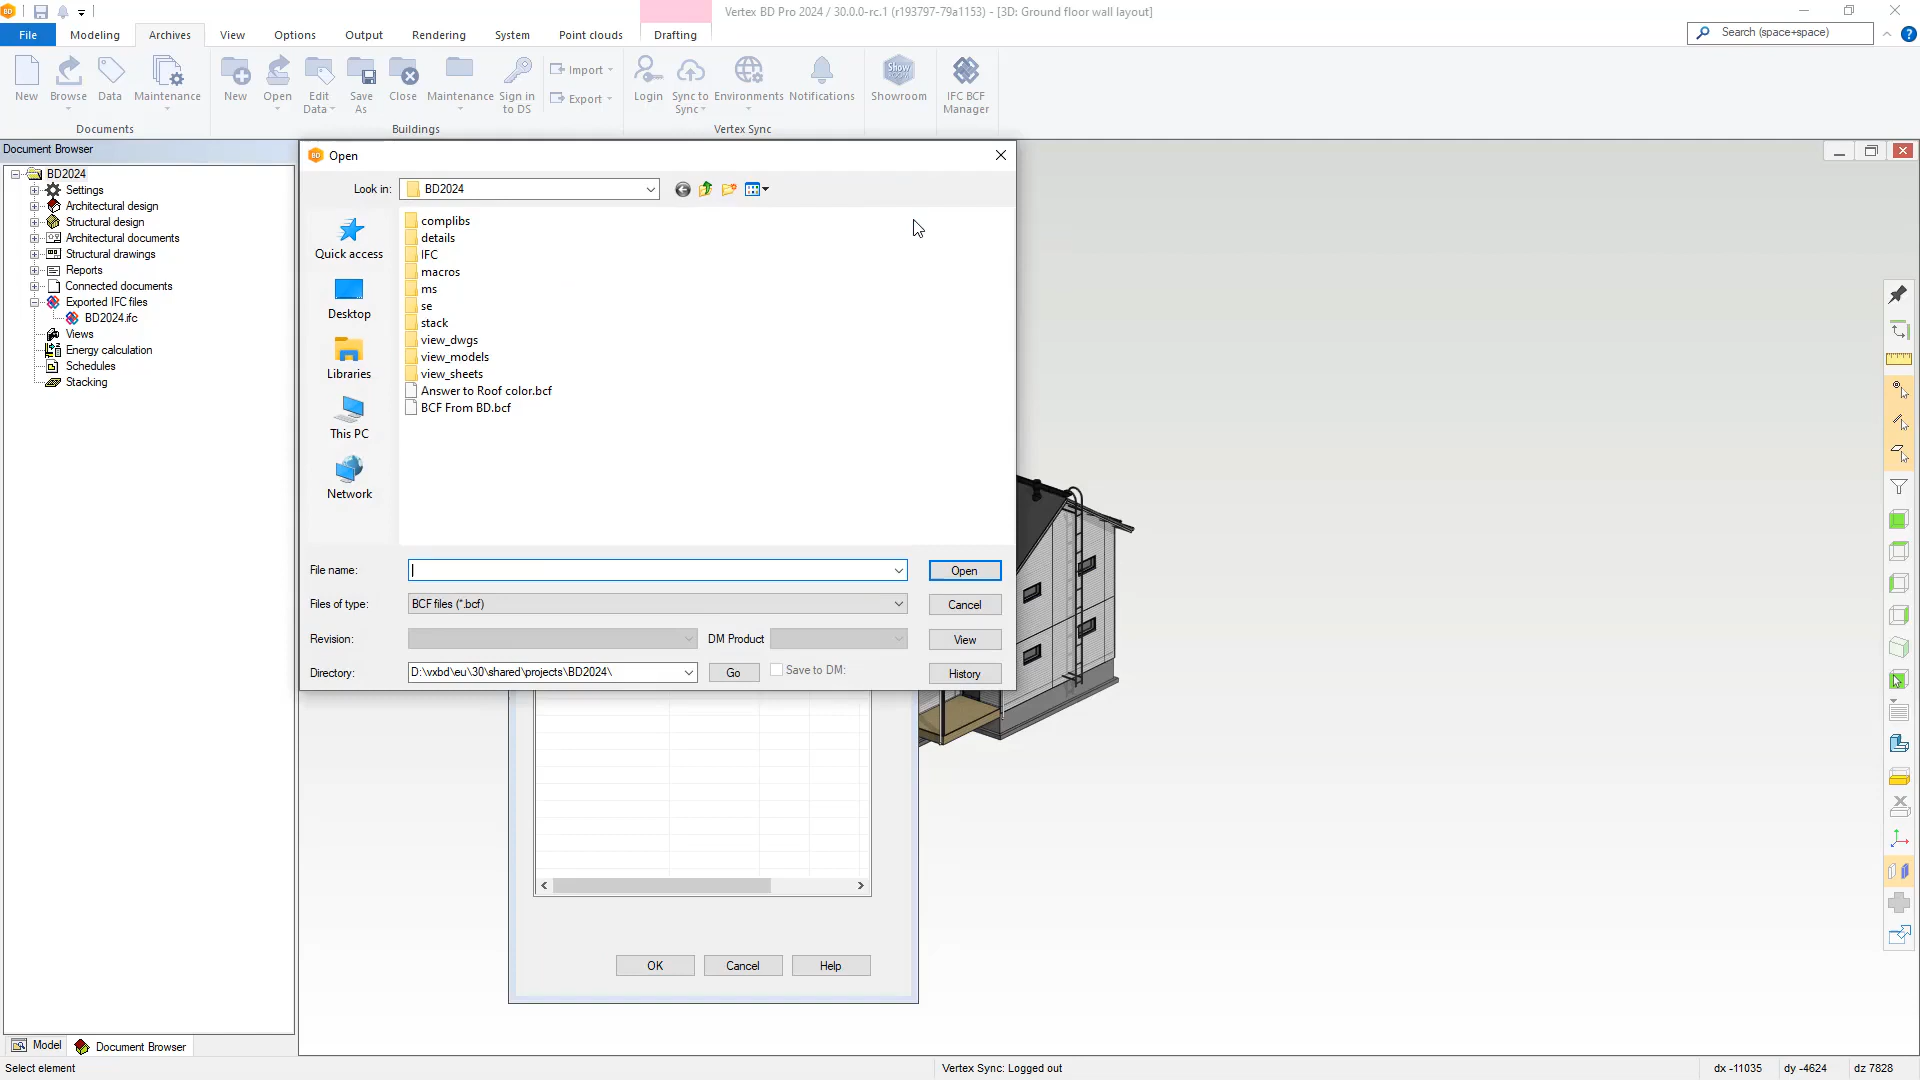 Vertex BD Pro 2024 / 30.0.0-rc.1 (r193797-79a1153) - [3D: Ground floor wall layout]
File
Modeling
Archives
View
Options
Output
Rendering
System
Point clouds
Drafting
Search (space+space)
New
Browse
Data
Maintenance
Documents
New
Open
Edit Data
Save As
Close
Maintenance
Sign in to DS
Import
Export
Buildings
Login
Sync to Sync
Environments
Notifications
Vertex Sync
Show ROOM
Showroom
IFC BCF Manager
Document Browser
BD2024
Settings
Architectural design
Structural design
Architectural documents
Structural drawings
Reports
Connected documents
Exported IFC files
BD2024.ifc
Views
Energy calculation
Schedules
Stacking
BD
Open
Look in:
BD2024
Quick access
Desktop
Libraries
This PC
Network
complibs
details
IFC
macros
ms
se
stack
view_dwgs
view_models
view_sheets
Answer to Roof color.bcf
BCF From BD.bcf
File name:
Open
Files of type:
BCF files (*.bcf)
Cancel
Revision:
DM Product
View
Directory:
D:\vxbd\eu\30\shared\projects\BD2024\
Go
Save to DM:
History
OK
Cancel
Help
Model
Document Browser
Select element
Vertex Sync: Logged out
dx -11035
dy -4624
dz 7828